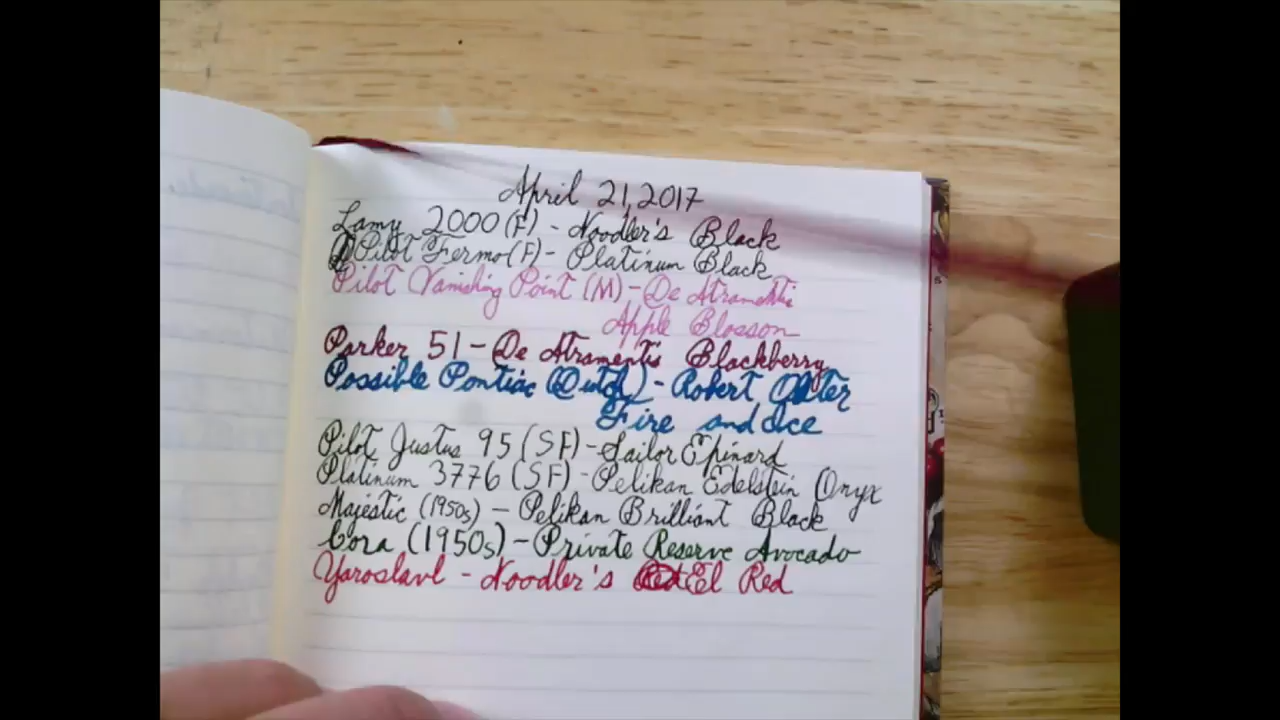 April 21, 2017
Lamy 2000 (F) - Noodler's Black
Pilot Fermo (F) - Platinum Black
Pilot Vanishing Point (M) - De Atramentis
Apple Blosson
Parker 51 - De Atramentis Blackberry
Possible Pontiac (Dutch) - Robert Oster
Fire and Ice
Pilot Justus 95 (SF) - Sailor Epinard
Platinum 3776 (SF) - Pelikan Edelstein Onyx
Majestic (1950s) - Pelikan Brilliant Black
Cora (1950s) - Private Reserve Avocado
Yaroslavl - Noodler's El Red